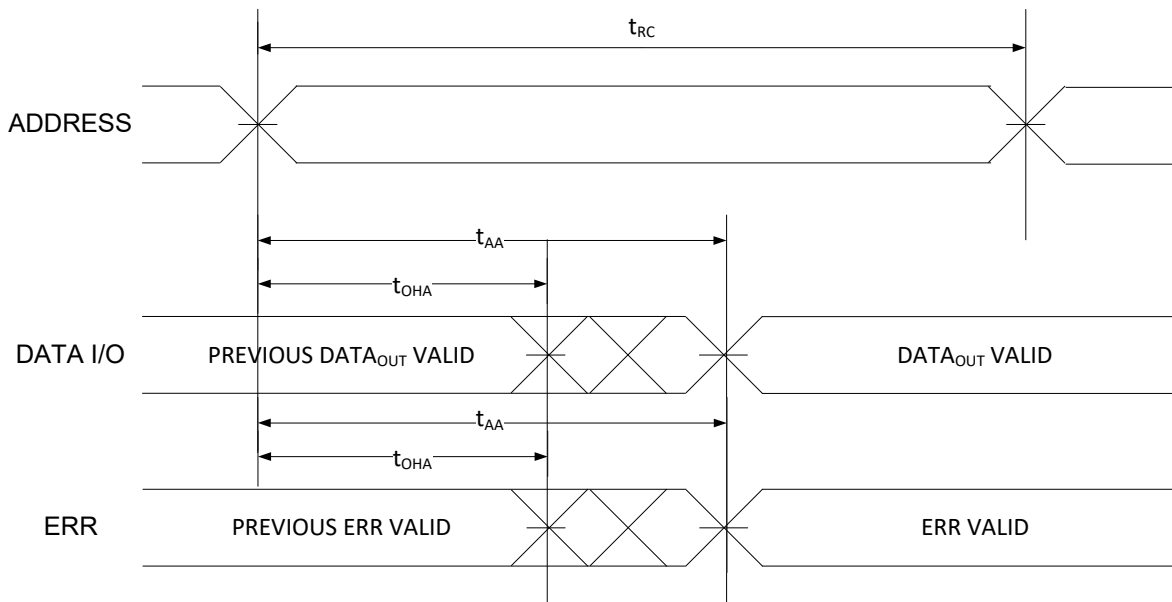 tRC
ADDRESS
tAA
tOHA
DATA I/O
PREVIOUS DATAOUT VALID
DATAOUT VALID
tAA
tOHA
ERR
PREVIOUS ERR VALID
ERR VALID